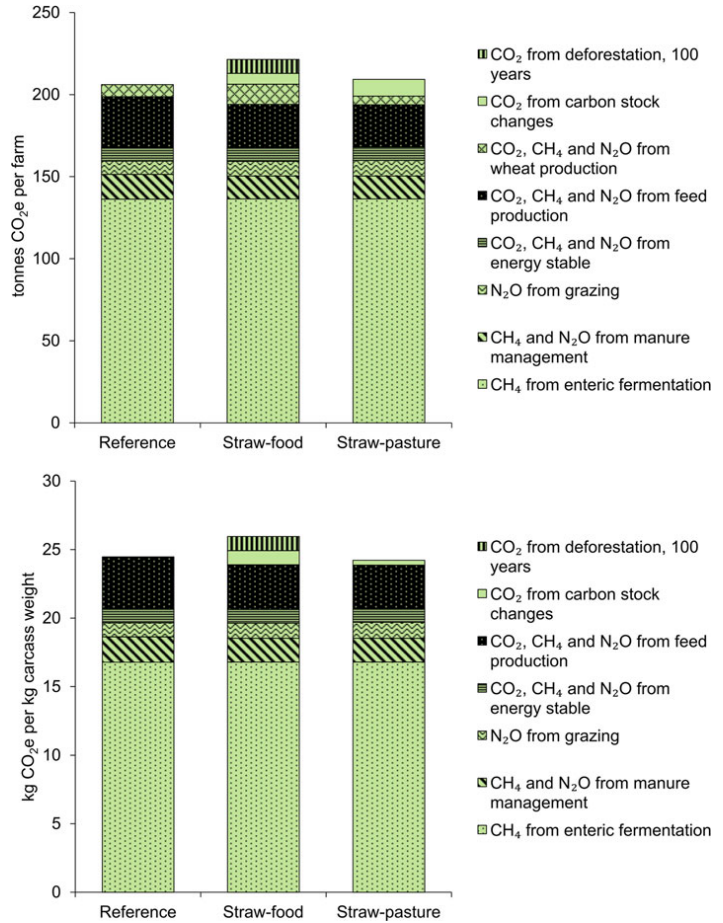 250
200
150
100
50
0
tonnes CO₂e per farm
Reference
Straw-food
Straw-pasture
CO₂ from deforestation, 100
years
CO₂ from carbon stock
changes
CO₂, CH₄ and N₂O from
wheat production
CO₂, CH₄ and N₂O from feed
production
CO₂, CH₄ and N₂O from
energy stable
N₂O from grazing
CH₄ and N₂O from manure
management
CH₄ from enteric fermentation
30
25
20
15
10
5
0
kg CO₂e per kg carcass weight
Reference
Straw-food
Straw-pasture
CO₂ from deforestation, 100
years
CO₂ from carbon stock
changes
CO₂, CH₄ and N₂O from feed
production
CO₂, CH₄ and N₂O from
energy stable
N₂O from grazing
CH₄ and N₂O from manure
management
CH₄ from enteric fermentation